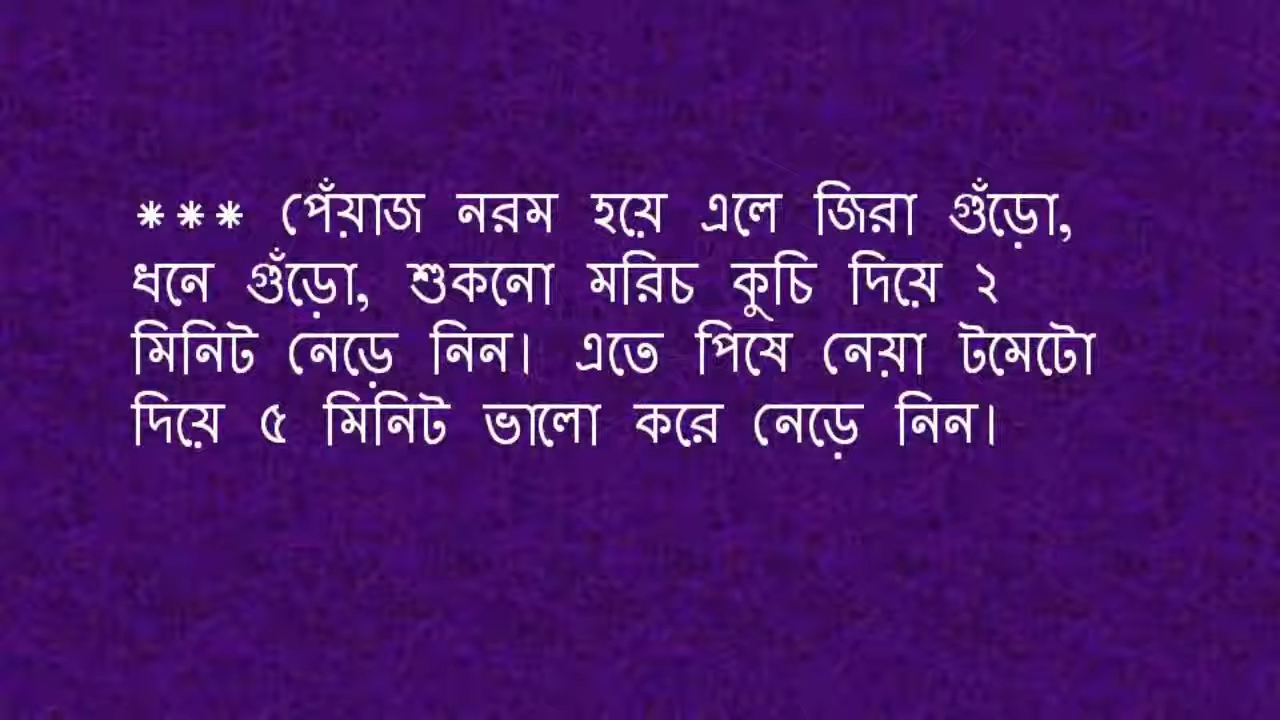 *** পেঁয়াজ নরম হয়ে এলে জিরা গুঁড়ো,
ধনে গুঁড়ো, শুকনো মরিচ কুচি দিয়ে ২
মিনিট নেড়ে নিন। এতে পিষে নেয়া টমেটো
দিয়ে ৫ মিনিট ভালো করে নেড়ে নিন।